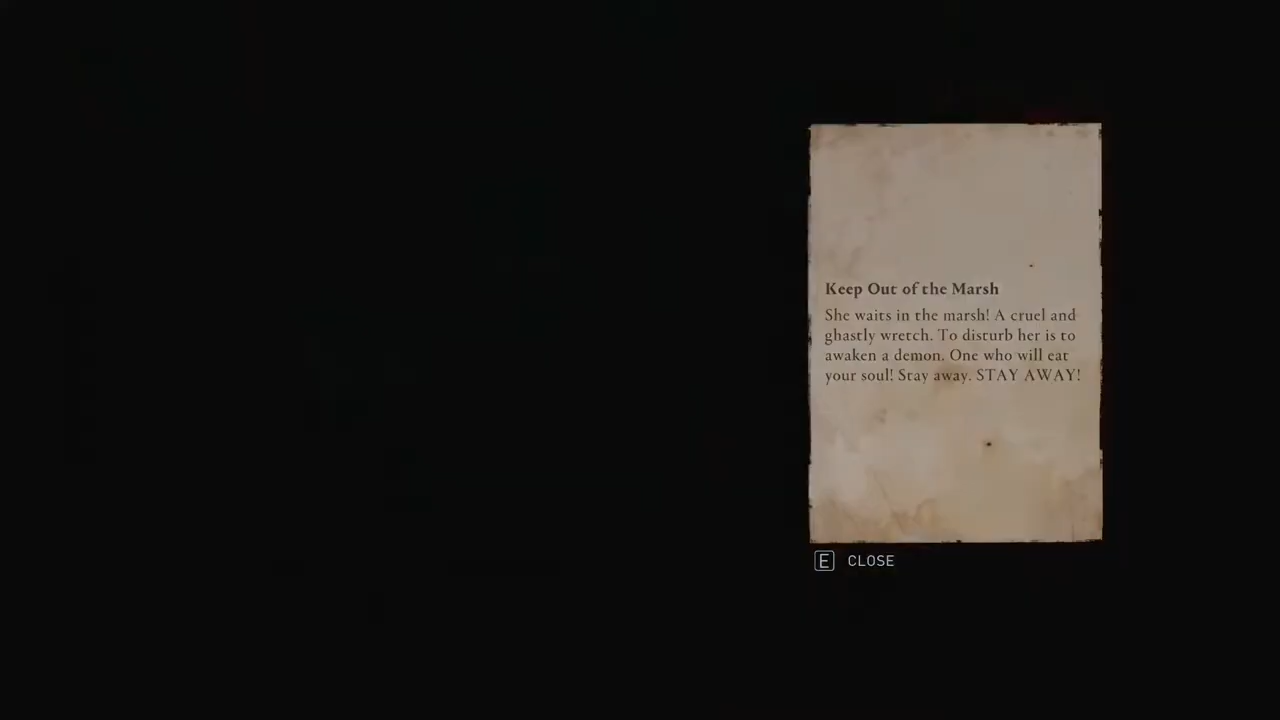 Keep Out of the Marsh
She waits in the marsh! A cruel and
ghastly wretch. To disturb her is to
awaken a demon. One who will eat
your soul! Stay away. STAY AWAY!
E CLOSE